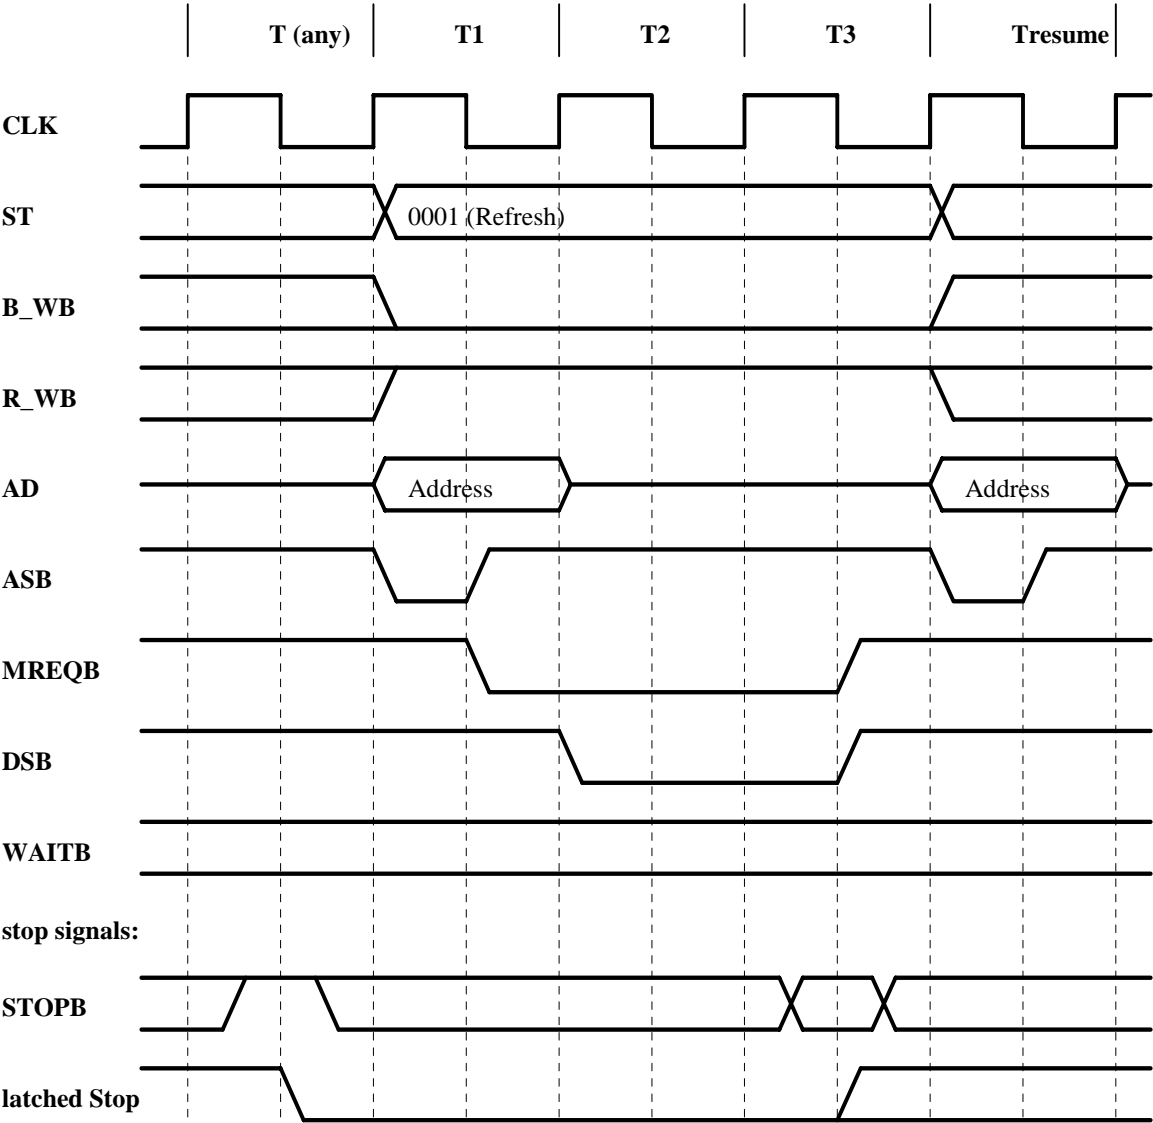 T (any) T1 T2 T3 Tresume
CLK
ST 0001 (Refresh)
B_WB
R_WB
AD Address Address
ASB
MREQB
DSB
WAITB
stop signals:
STOPB
latched Stop